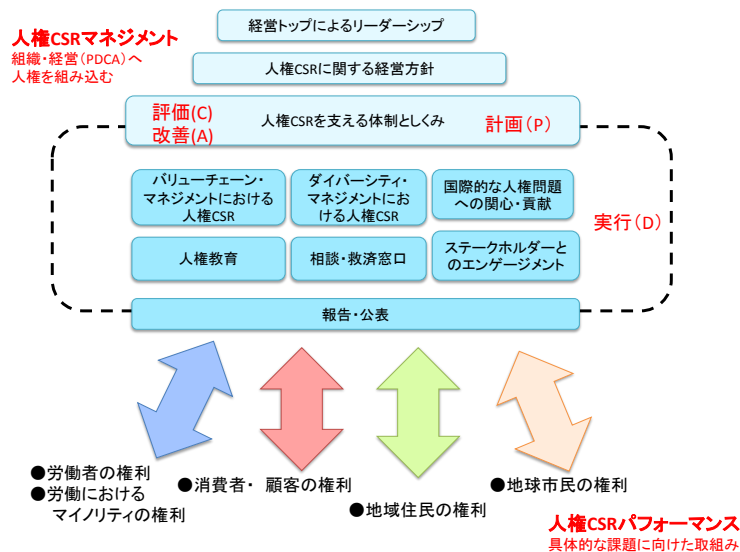 経営トップによるリーダーシップ
人権CSRマネジメント
組織・経営（PDCA）へ
人権を組み込む
人権CSRに関する経営方針
評価(C)
改善(A)
人権CSRを支える体制としくみ
計画（P）
バリューチェーン・
マネジメントにおける
人権CSR
ダイバーシティ・
マネジメントにお
ける人権CSR
国際的な人権問題
への関心・貢献
実行（D）
人権教育
相談・救済窓口
ステークホルダーと
のエンゲージメント
報告・公表
●労働者の権利
●労働における
マイノリティの権利
●消費者・ 顧客の権利
●地域住民の権利
●地球市民の権利
人権CSRパフォーマンス
具体的な課題に向けた取組み